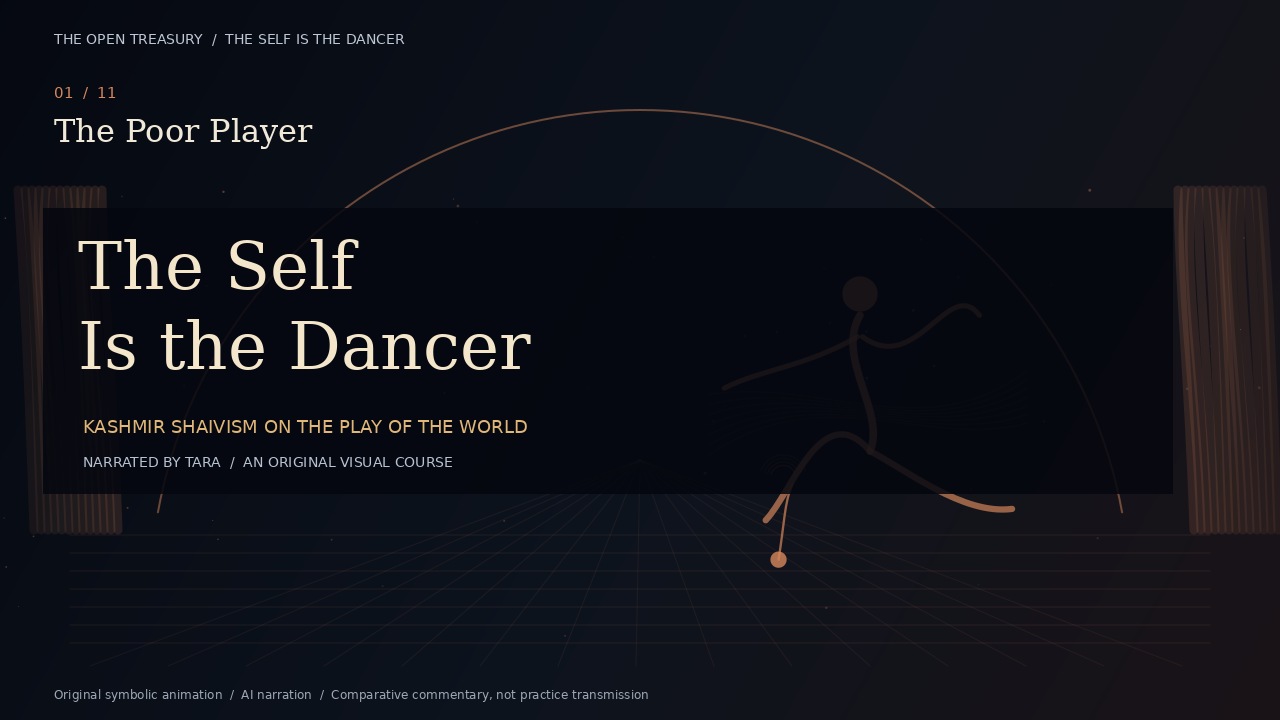 THE OPEN TREASURY / THE SELF IS THE DANCER
01 / 11
The Poor Player
The Self
Is the Dancer
KASHMIR SHAIVISM ON THE PLAY OF THE WORLD
NARRATED BY TARA / AN ORIGINAL VISUAL COURSE
Original symbolic animation / AI narration / Comparative commentary, not practice transmission